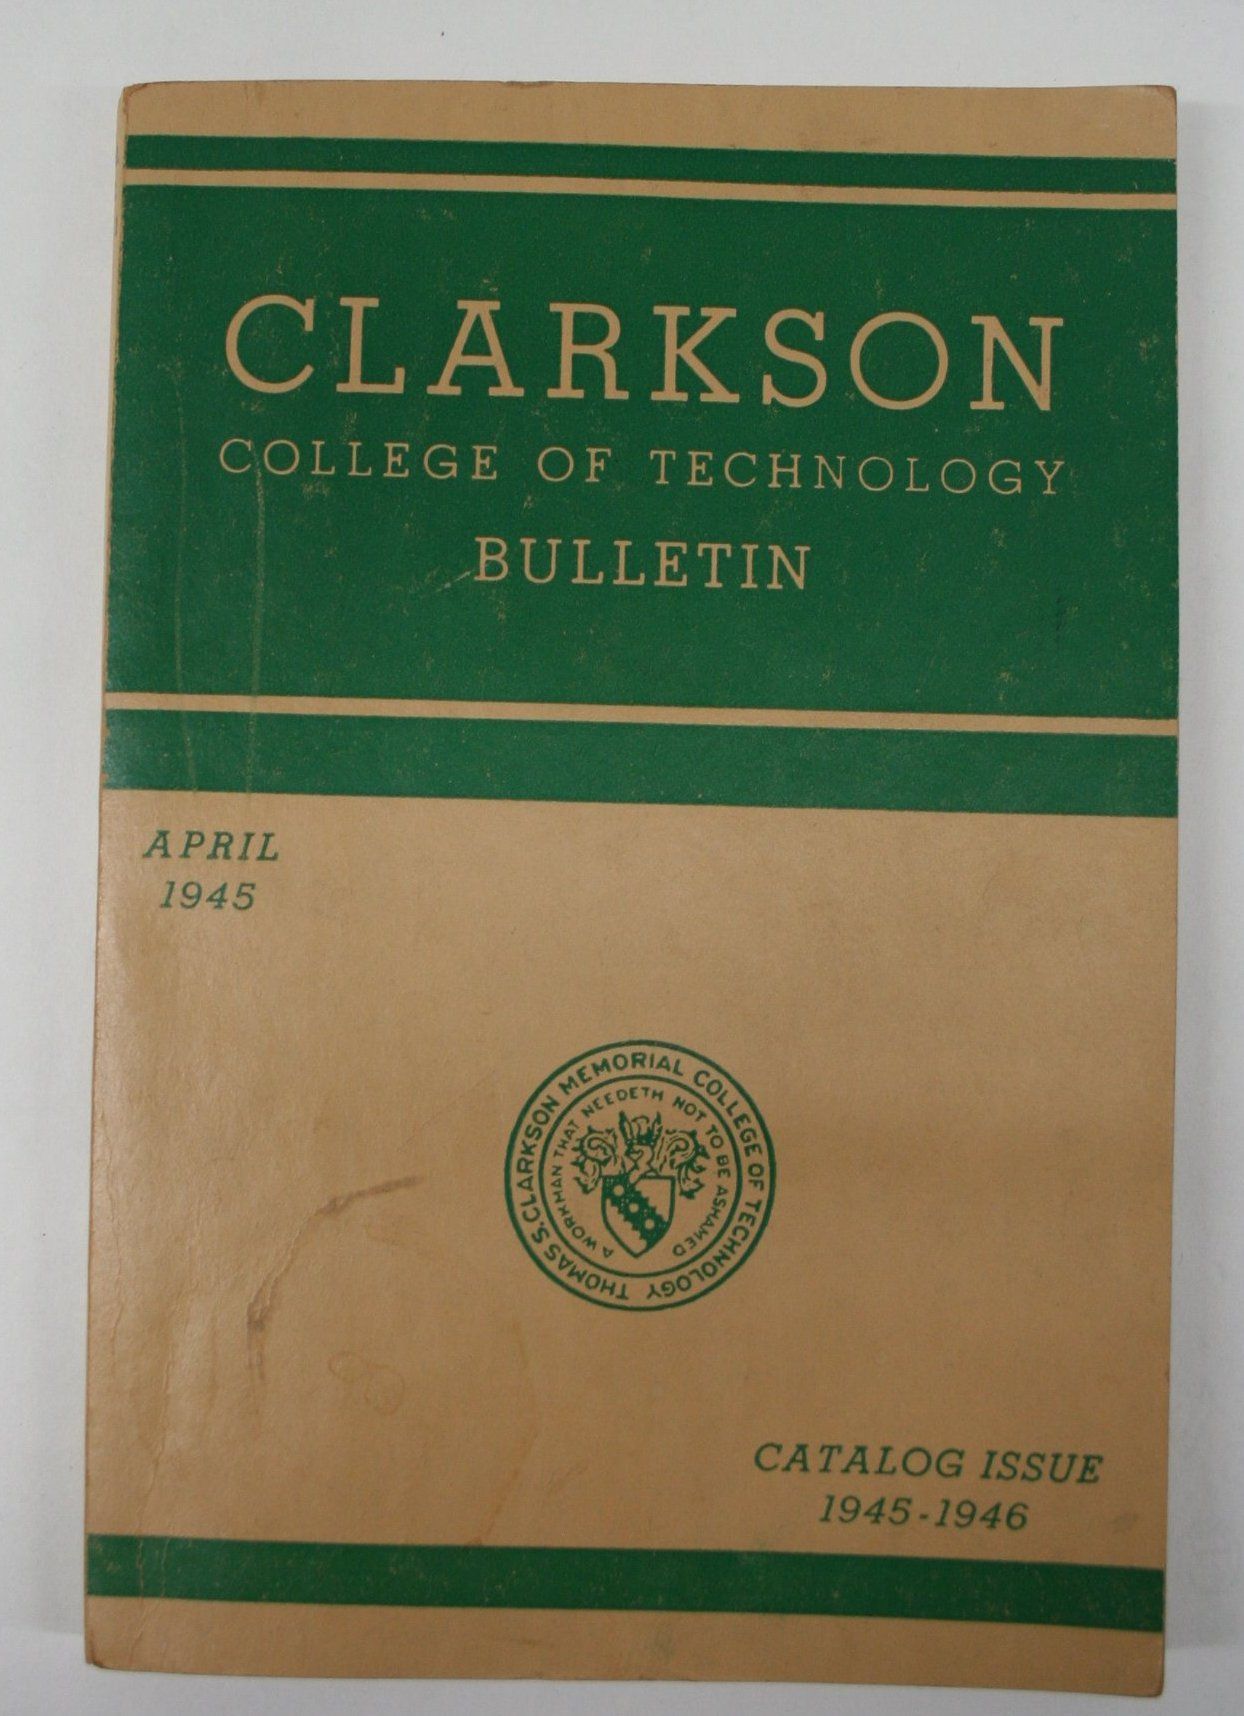 CLARKSON
COLLEGE OF TECHNOLOGY
BULLETIN
APRIL
1945
THOMAS S. CLARKSON MEMORIAL COLLEGE OF TECHNOLOGY
A WORKMAN THAT NEEDETH NOT TO BE ASHAMED
CATALOG ISSUE
1945-1946